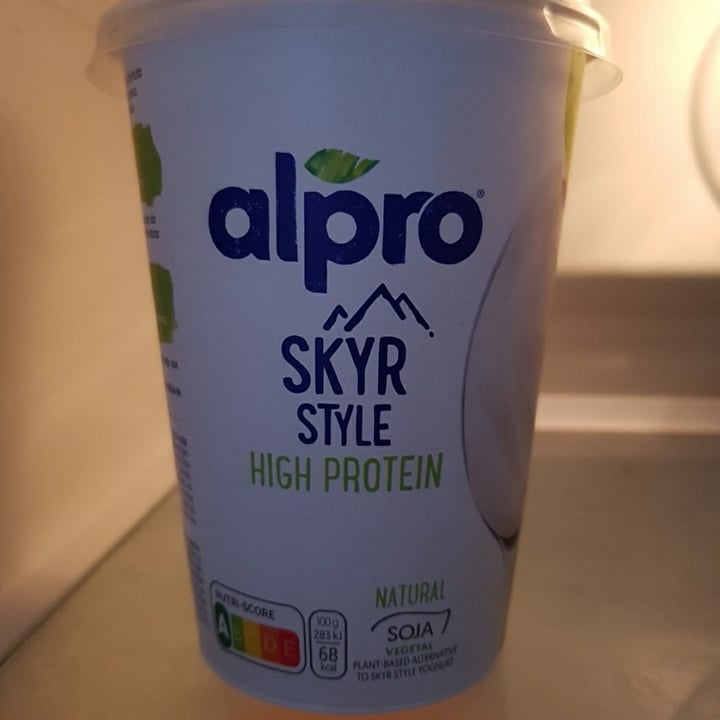 alpro®
SKYR
STYLE
HIGH PROTEIN
NUTRI-SCORE
A B C D E
100 g
283 kJ
68
kcal
NATURAL
SOJA
VEGETAL
PLANT-BASED ALTERNATIVE
TO SKYR STYLE YOGHURT